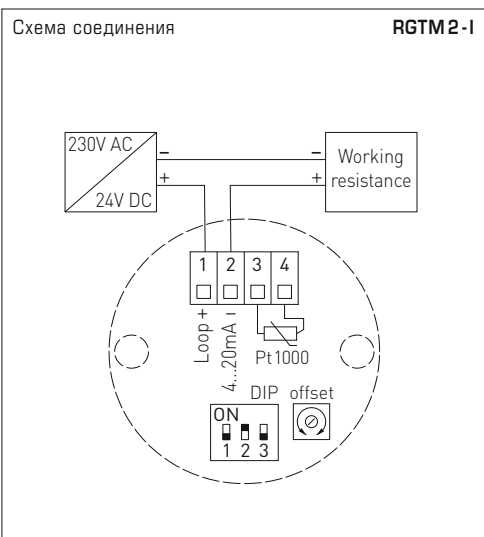 Схема соединения RGTM 2 - I
230V AC
24V DC
–
+
–
+
Working
resistance
1 2 3 4
Loop +
4...20mA –
Pt1000
DIP offset
ON
1 2 3